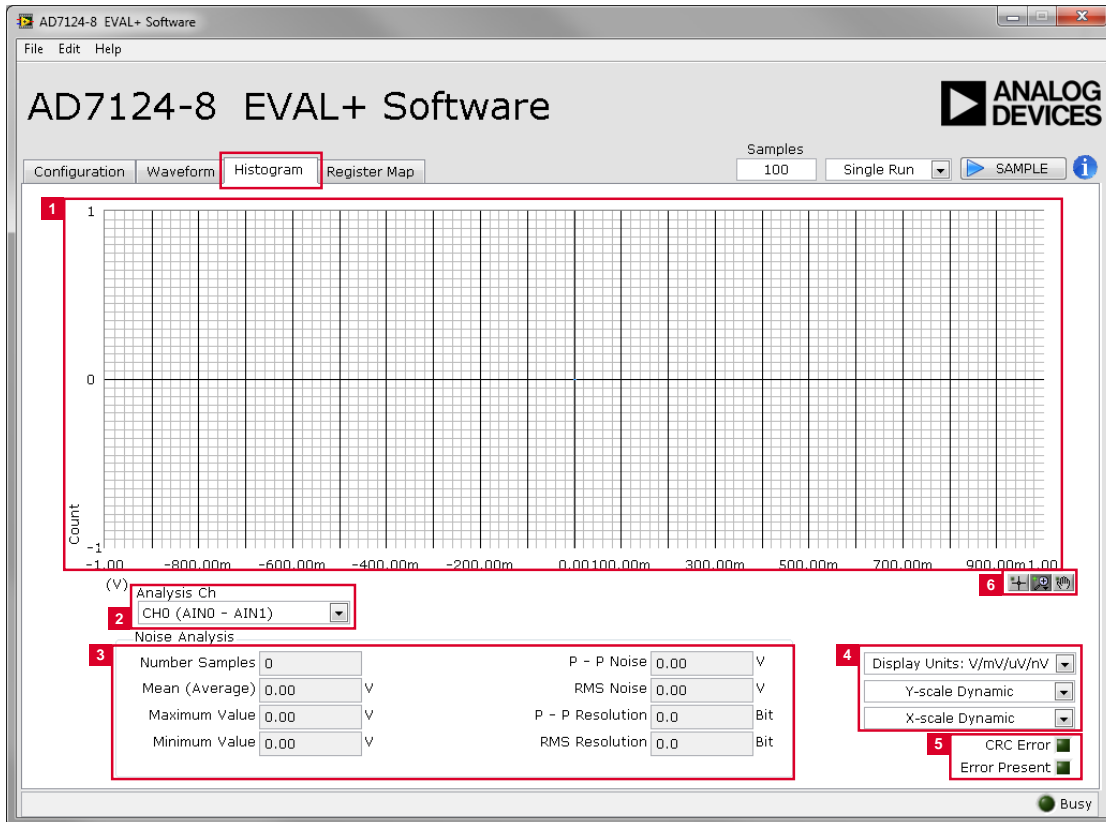 AD7124-8 EVAL+ Software
File Edit Help
AD7124-8 EVAL+ Software
ANALOG
DEVICES
Configuration Waveform Histogram Register Map
Samples
100 Single Run SAMPLE i
1
1
0
Count
-1
-1.00 -800.00m -600.00m -400.00m -200.00m 0.00100.00m 300.00m 500.00m 700.00m 900.00m1.00
(V)
6
Analysis Ch
2 CH0 (AIN0 - AIN1)
Noise Analysis
3
Number Samples 0 P - P Noise 0.00 V
Mean (Average) 0.00 V RMS Noise 0.00 V
Maximum Value 0.00 V P - P Resolution 0.0 Bit
Minimum Value 0.00 V RMS Resolution 0.0 Bit
4 Display Units: V/mV/uV/nV
Y-scale Dynamic
X-scale Dynamic
5 CRC Error
Error Present
Busy